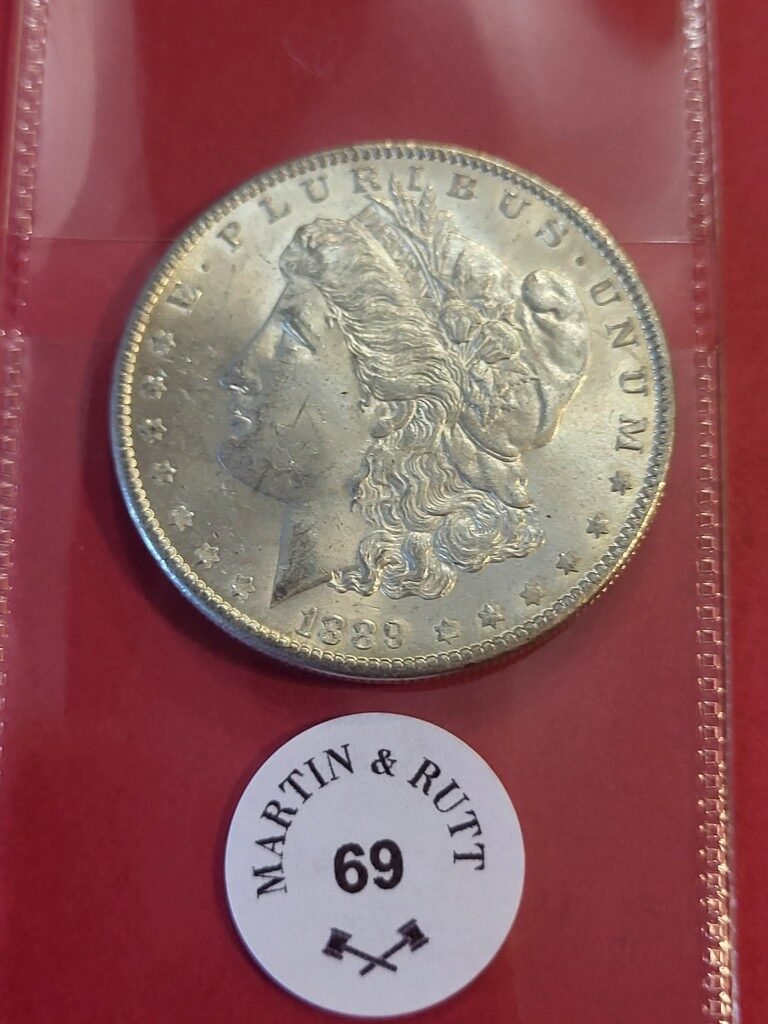 E · PLURIBUS · UNUM
1889
MARTIN & RUTT
69